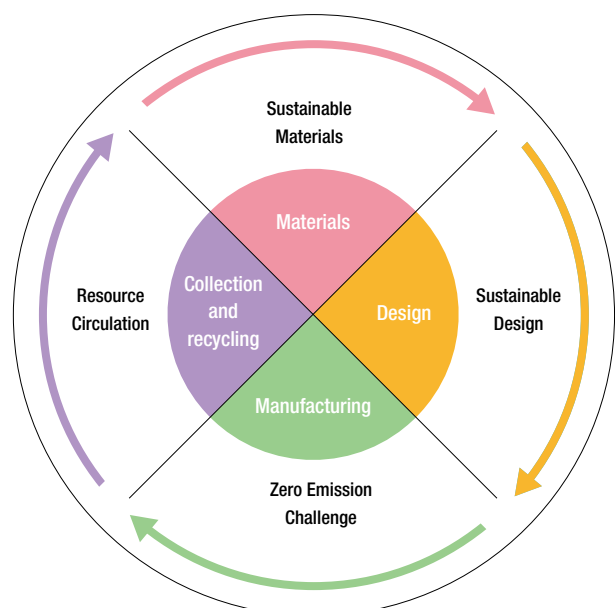 Sustainable
Materials
Materials
Resource
Circulation
Collection
and
recycling
Design
Sustainable
Design
Manufacturing
Zero Emission
Challenge